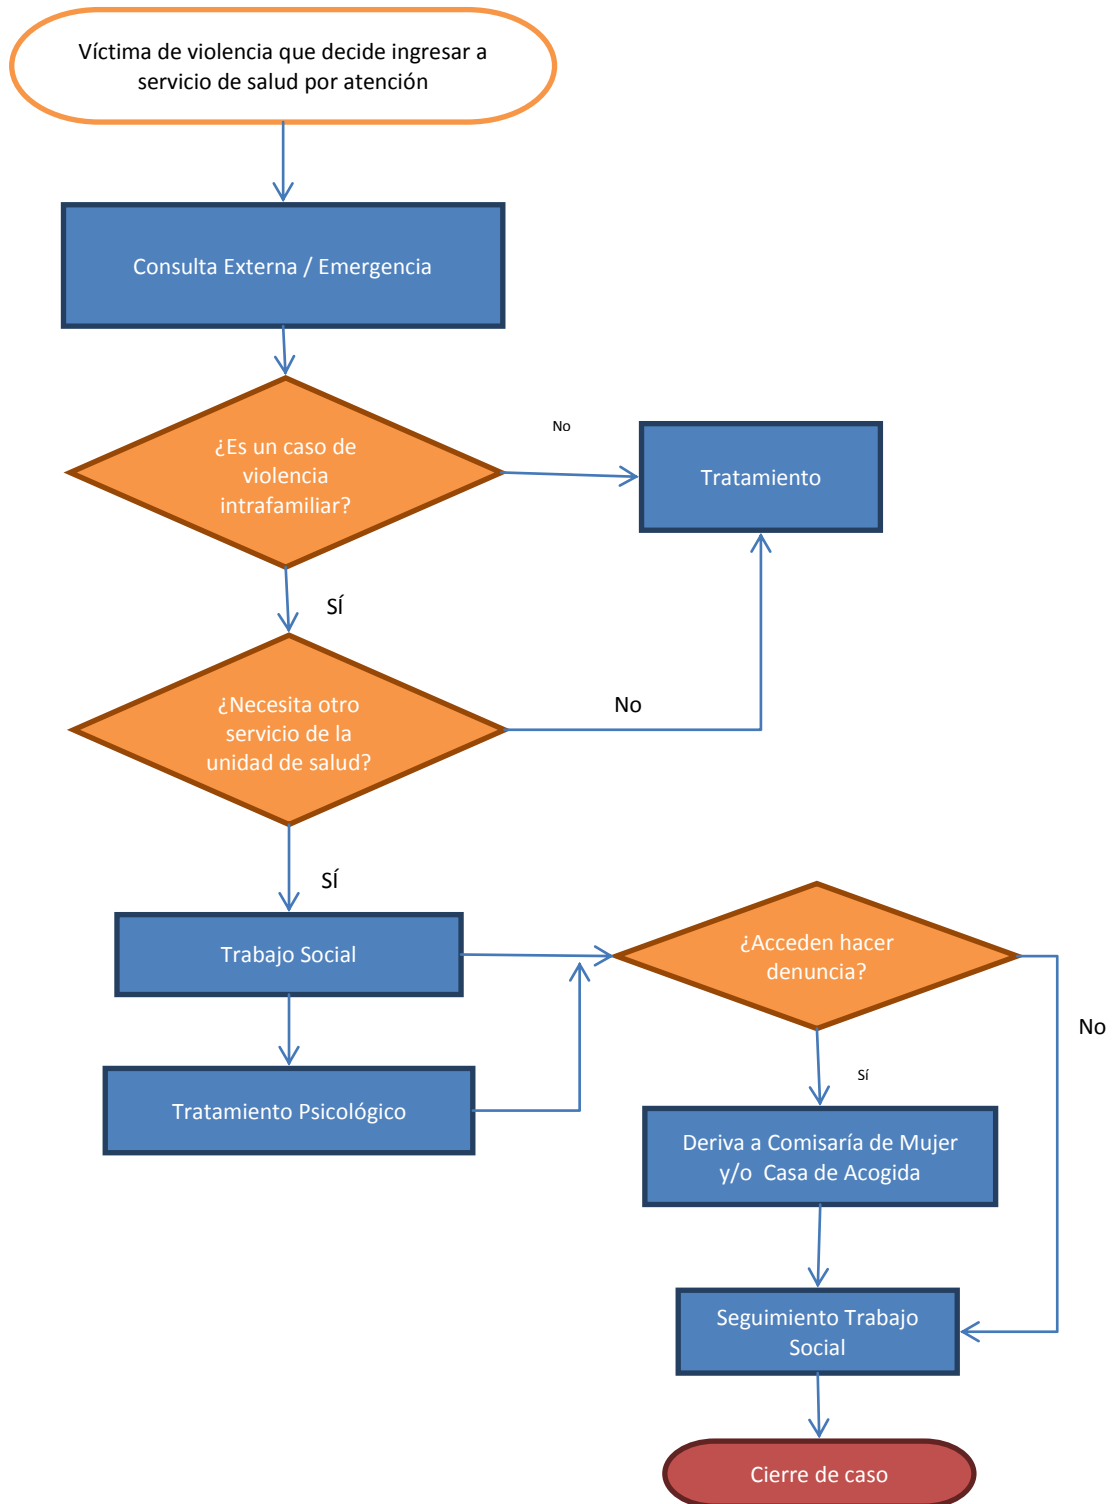 Víctima de violencia que decide ingresar a
servicio de salud por atención
Consulta Externa / Emergencia
¿Es un caso de
violencia
intrafamiliar?
No
Tratamiento
SÍ
¿Necesita otro
servicio de la
unidad de salud?
No
SÍ
Trabajo Social
¿Acceden hacer
denuncia?
No
Tratamiento Psicológico
Sí
Deriva a Comisaría de Mujer
y/o Casa de Acogida
Seguimiento Trabajo
Social
Cierre de caso